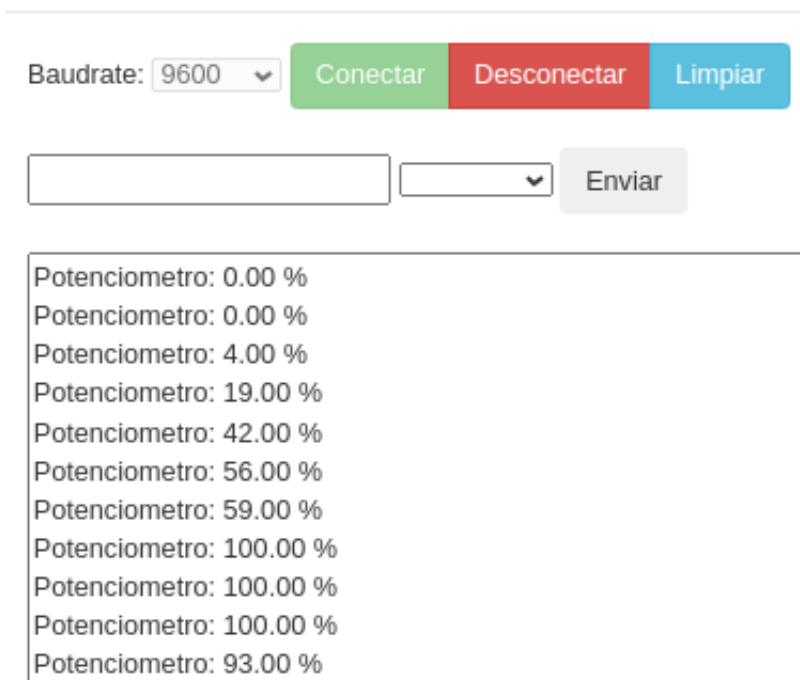 Baudrate: 9600 Conectar Desconectar Limpiar
Enviar
Potenciometro: 0.00 %
Potenciometro: 0.00 %
Potenciometro: 4.00 %
Potenciometro: 19.00 %
Potenciometro: 42.00 %
Potenciometro: 56.00 %
Potenciometro: 59.00 %
Potenciometro: 100.00 %
Potenciometro: 100.00 %
Potenciometro: 100.00 %
Potenciometro: 93.00 %